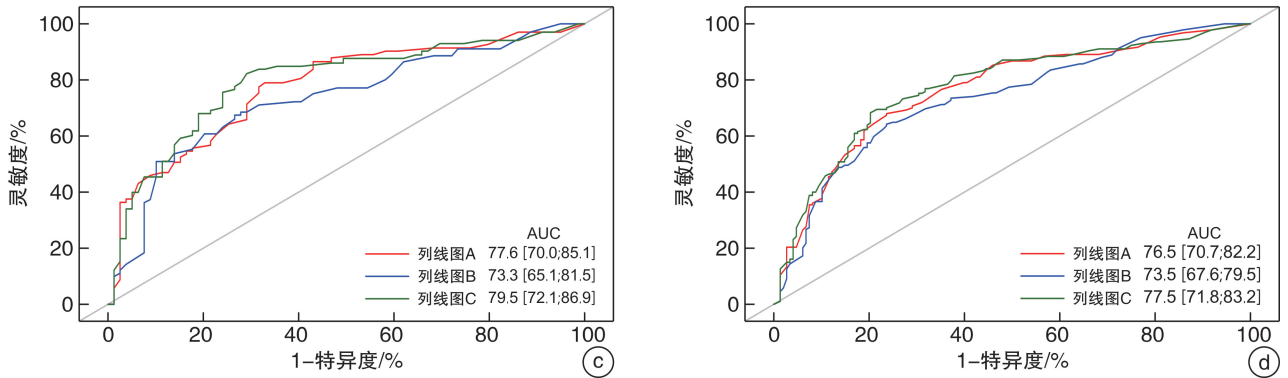 100
80
60
40
20
0
灵敏度/%
AUC
列线图A 77.6 [70.0;85.1]
列线图B 73.3 [65.1;81.5]
列线图C 79.5 [72.1;86.9]
0 20 40 60 80 100
1-特异度/%
c
100
80
60
40
20
0
灵敏度/%
AUC
列线图A 76.5 [70.7;82.2]
列线图B 73.5 [67.6;79.5]
列线图C 77.5 [71.8;83.2]
0 20 40 60 80 100
1-特异度/%
d